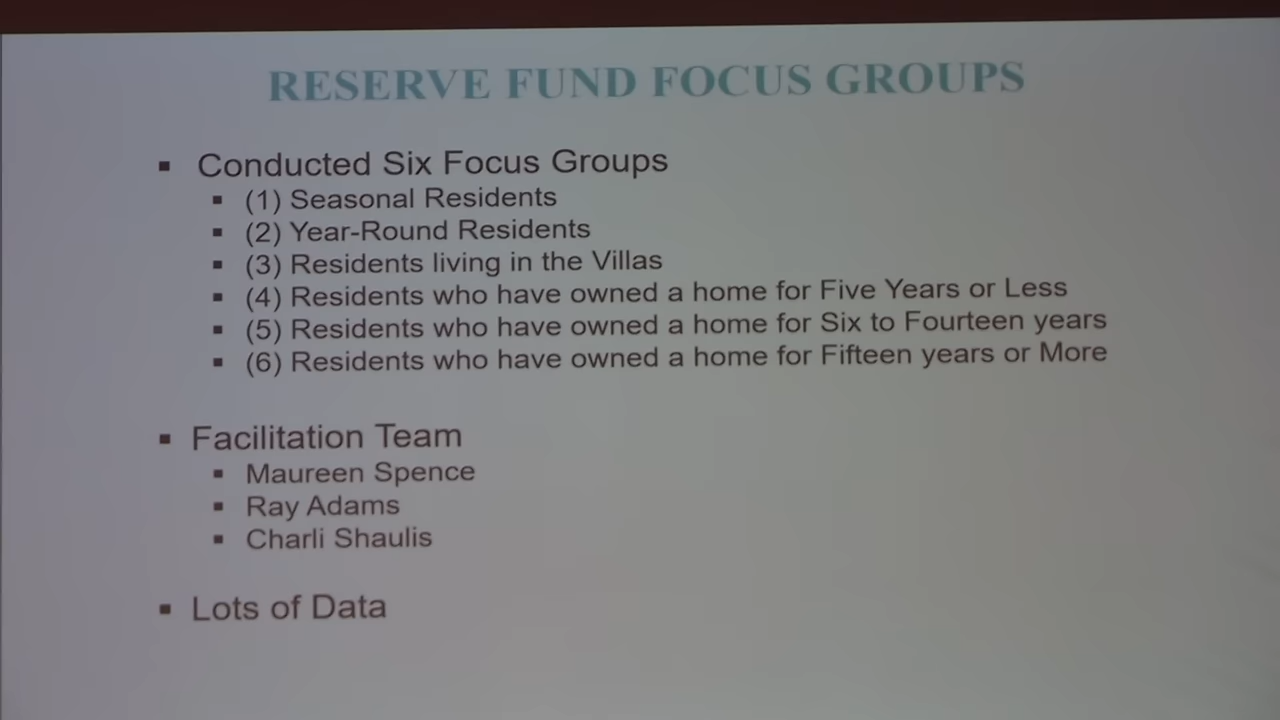 RESERVE FUND FOCUS GROUPS
▪ Conducted Six Focus Groups
▪ (1) Seasonal Residents
▪ (2) Year-Round Residents
▪ (3) Residents living in the Villas
▪ (4) Residents who have owned a home for Five Years or Less
▪ (5) Residents who have owned a home for Six to Fourteen years
▪ (6) Residents who have owned a home for Fifteen years or More
▪ Facilitation Team
▪ Maureen Spence
▪ Ray Adams
▪ Charli Shaulis
▪ Lots of Data